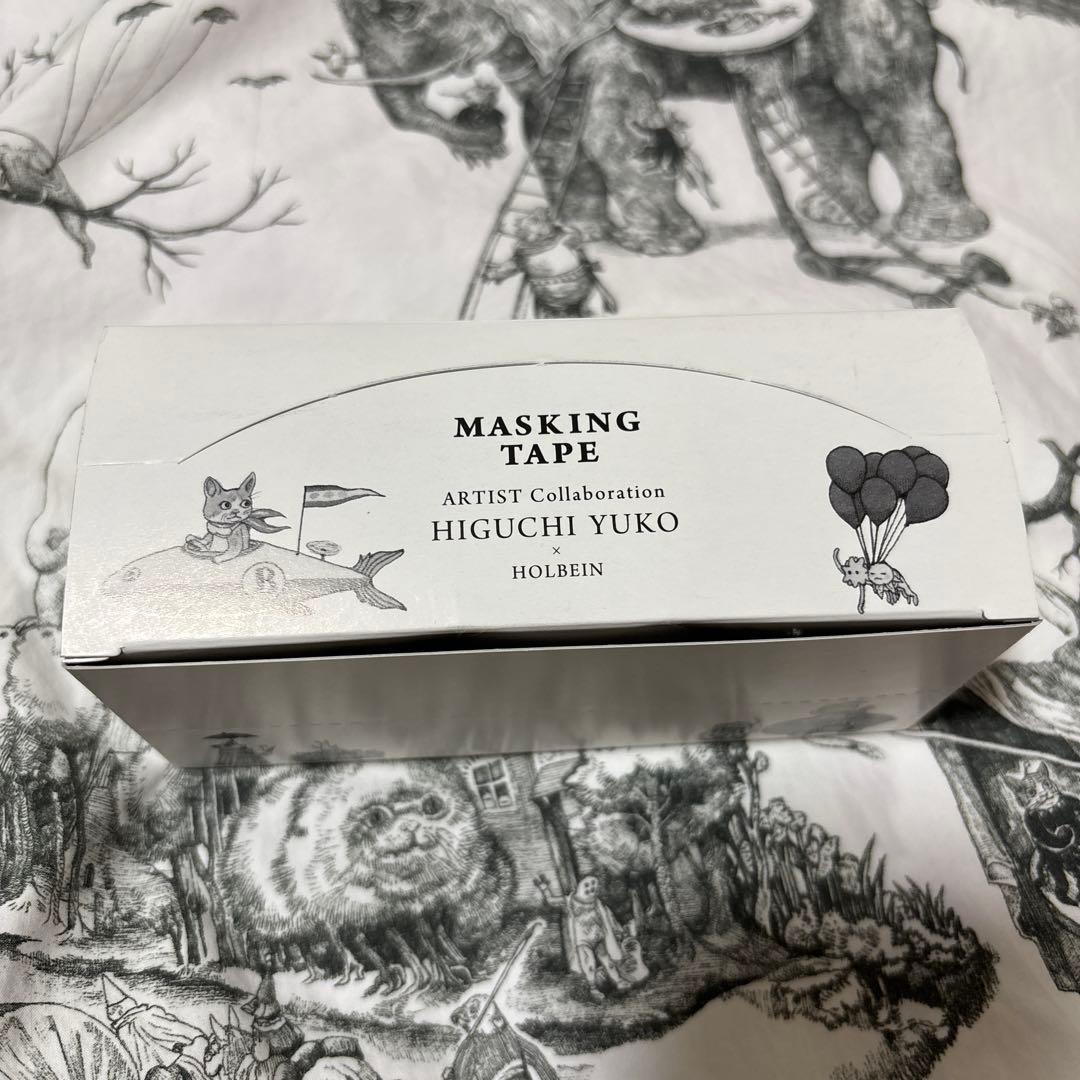 MASKING
TAPE
ARTIST Collaboration
HIGUCHI YUKO
×
HOLBEIN
R